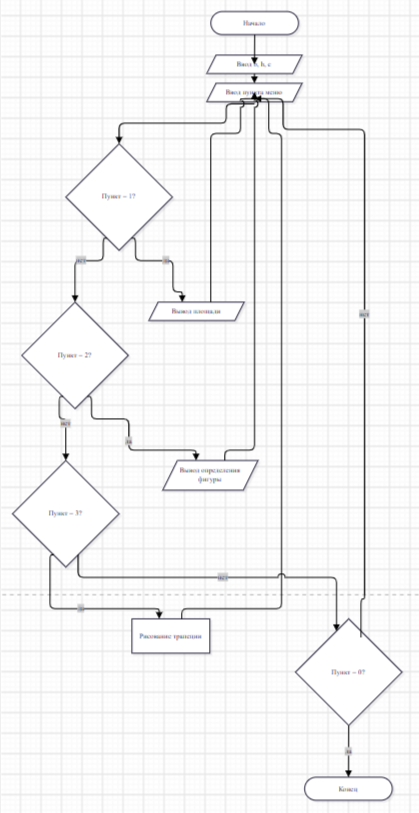 Начало
Ввод a, b, c
Ввод пункта меню
Пункт = 1?
нет
да
Вывод площади
Пункт = 2?
нет
да
Вывод определения
фигуры
Пункт = 3?
нет
Рисование трапеции
Пункт = 0?
нет
да
Конец